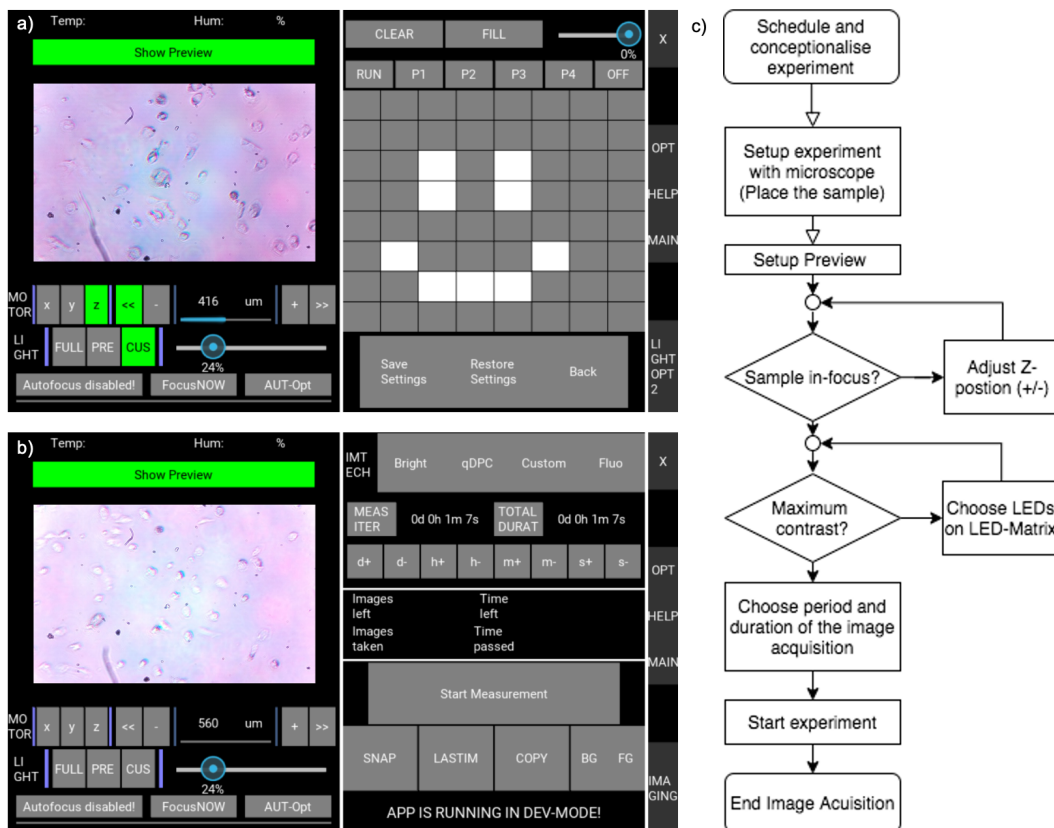 a)
Temp: Hum: %
Show Preview
MO
TOR
x y z << - 416 um + >>
LI
GHT
FULL PRE CUS
24%
Autofocus disabled! FocusNOW AUT-Opt
CLEAR FILL
0%
RUN P1 P2 P3 P4 OFF
Save
Settings
Restore
Settings
Back
X
OPT
HELP
MAIN
LI
GHT
OPT
2
b)
Temp: Hum: %
Show Preview
MO
TOR
x y z << - 560 um + >>
LI
GHT
FULL PRE CUS
24%
Autofocus disabled! FocusNOW AUT-Opt
IMT
ECH
Bright qDPC Custom Fluo
MEAS
ITER
0d 0h 1m 7s
TOTAL
DURAT
0d 0h 1m 7s
d+ d- h+ h- m+ m- s+ s-
Images
left
Time
left
Images
taken
Time
passed
Start Measurement
SNAP LASTIM COPY BG FG
APP IS RUNNING IN DEV-MODE!
X
OPT
HELP
MAIN
IMA
GING
c)
Schedule and
conceptionalise
experiment
Setup experiment
with microscope
(Place the sample)
Setup Preview
Sample in-focus?
Adjust Z-
postion (+/-)
Maximum
contrast?
Choose LEDs
on LED-Matrix
Choose period and
duration of the image
acquisition
Start experiment
End Image Acuisition